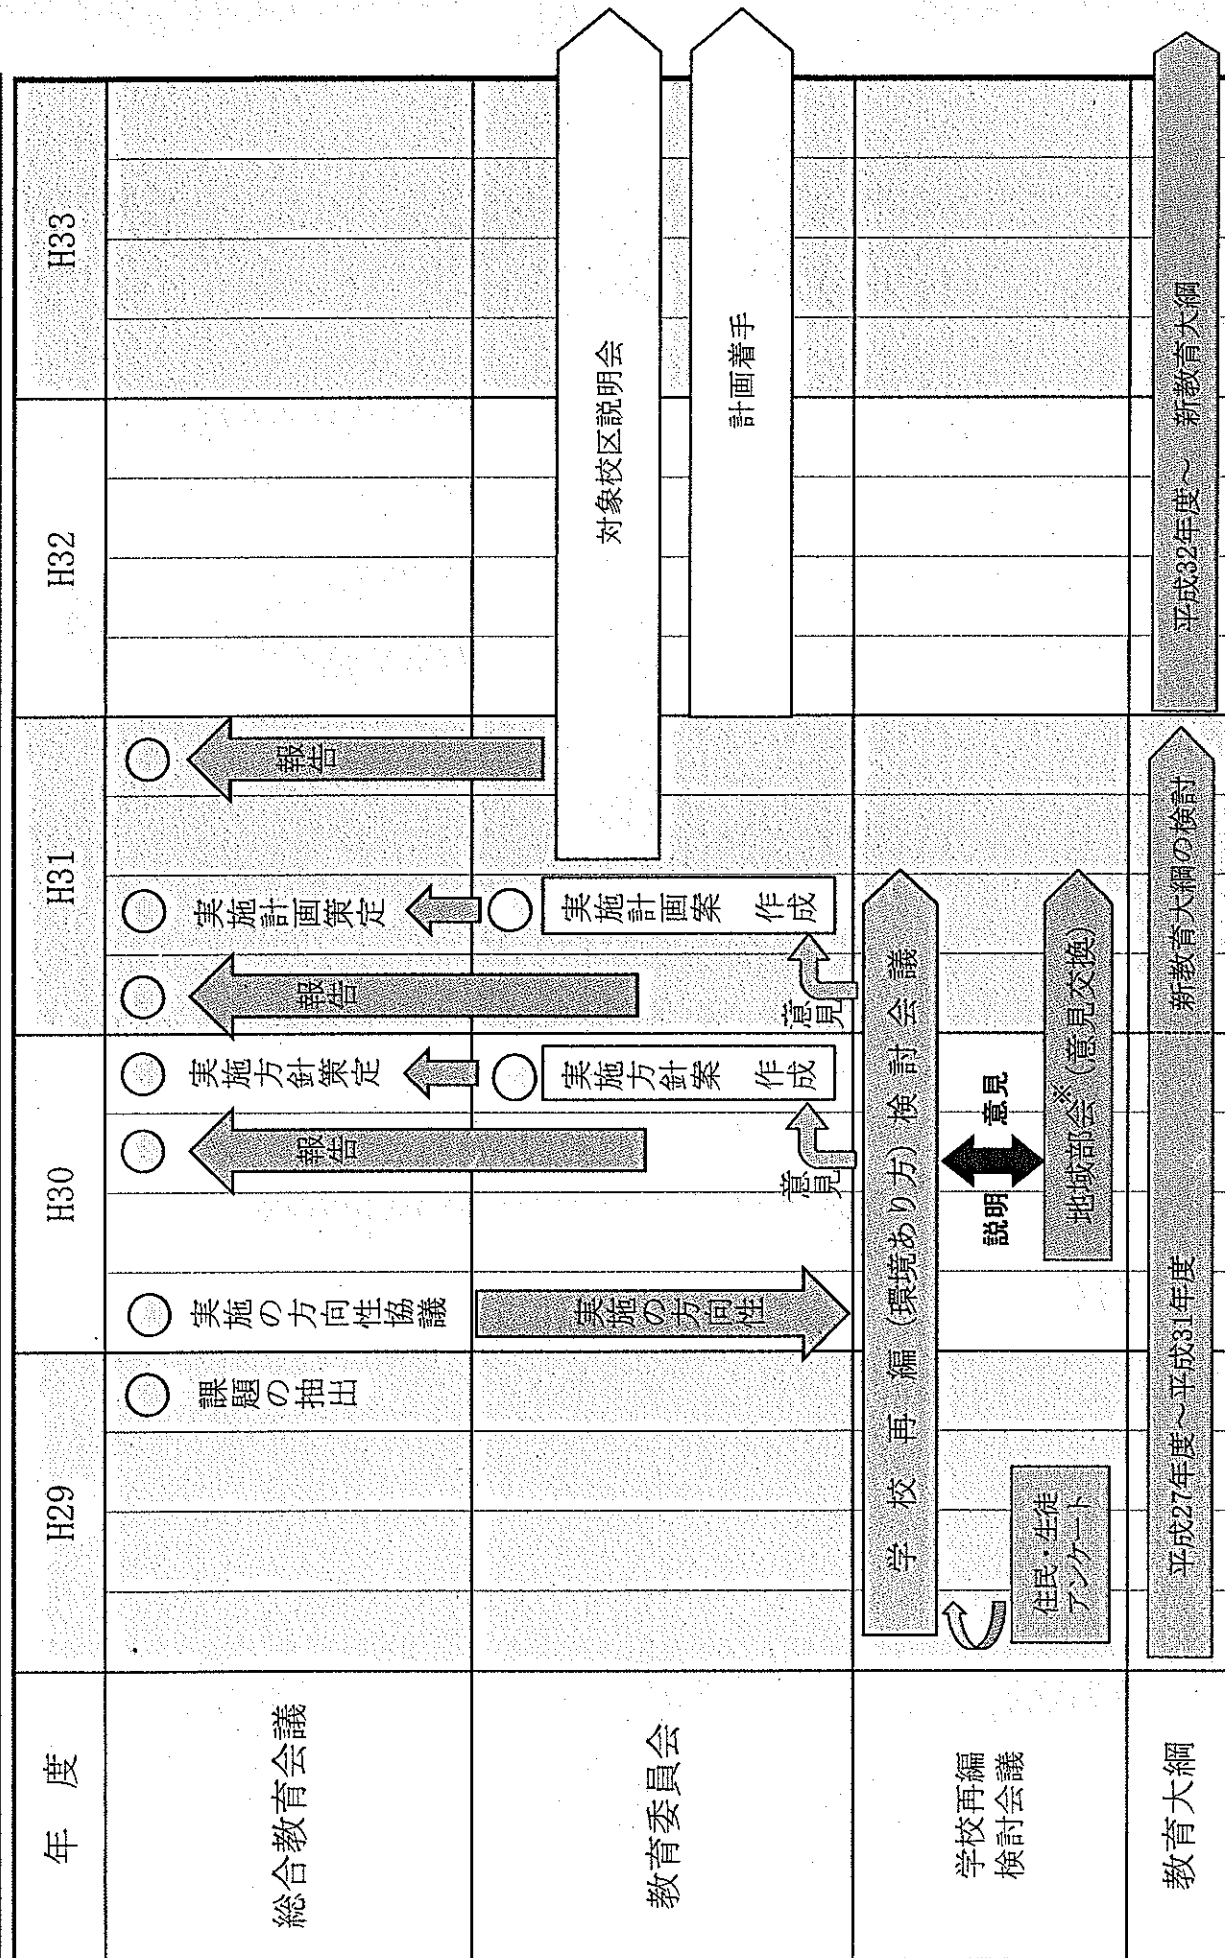 年　度
H29
H30
H31
H32
H33
総合教育会議
課題の抽出
実施の方向性協議
報告
実施方針策定
報告
実施計画策定
報告
教育委員会
実施の方向性
実施方針案　作成
意見
実施計画案　作成
意見
対象校区説明会
計画着手
学校再編
検討会議
学 校 再 編（環境あり方）検 討 会 議
住民・生徒
アンケート
説明
意見
地域部会※（意見交換）
教育大綱
平成27年度～平成31年度
新教育大綱の検討
平成32年度～　新教育大綱